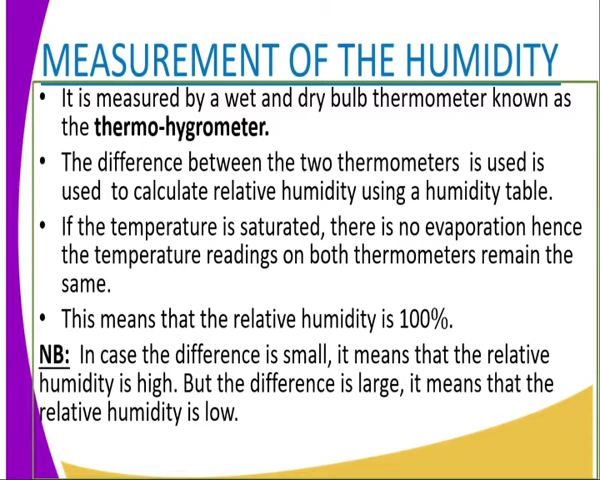 MEASUREMENT OF THE HUMIDITY
• It is measured by a wet and dry bulb thermometer known as
the thermo-hygrometer.
• The difference between the two thermometers is used is
used to calculate relative humidity using a humidity table.
• If the temperature is saturated, there is no evaporation hence
the temperature readings on both thermometers remain the
same.
• This means that the relative humidity is 100%.
NB: In case the difference is small, it means that the relative
humidity is high. But the difference is large, it means that the
relative humidity is low.